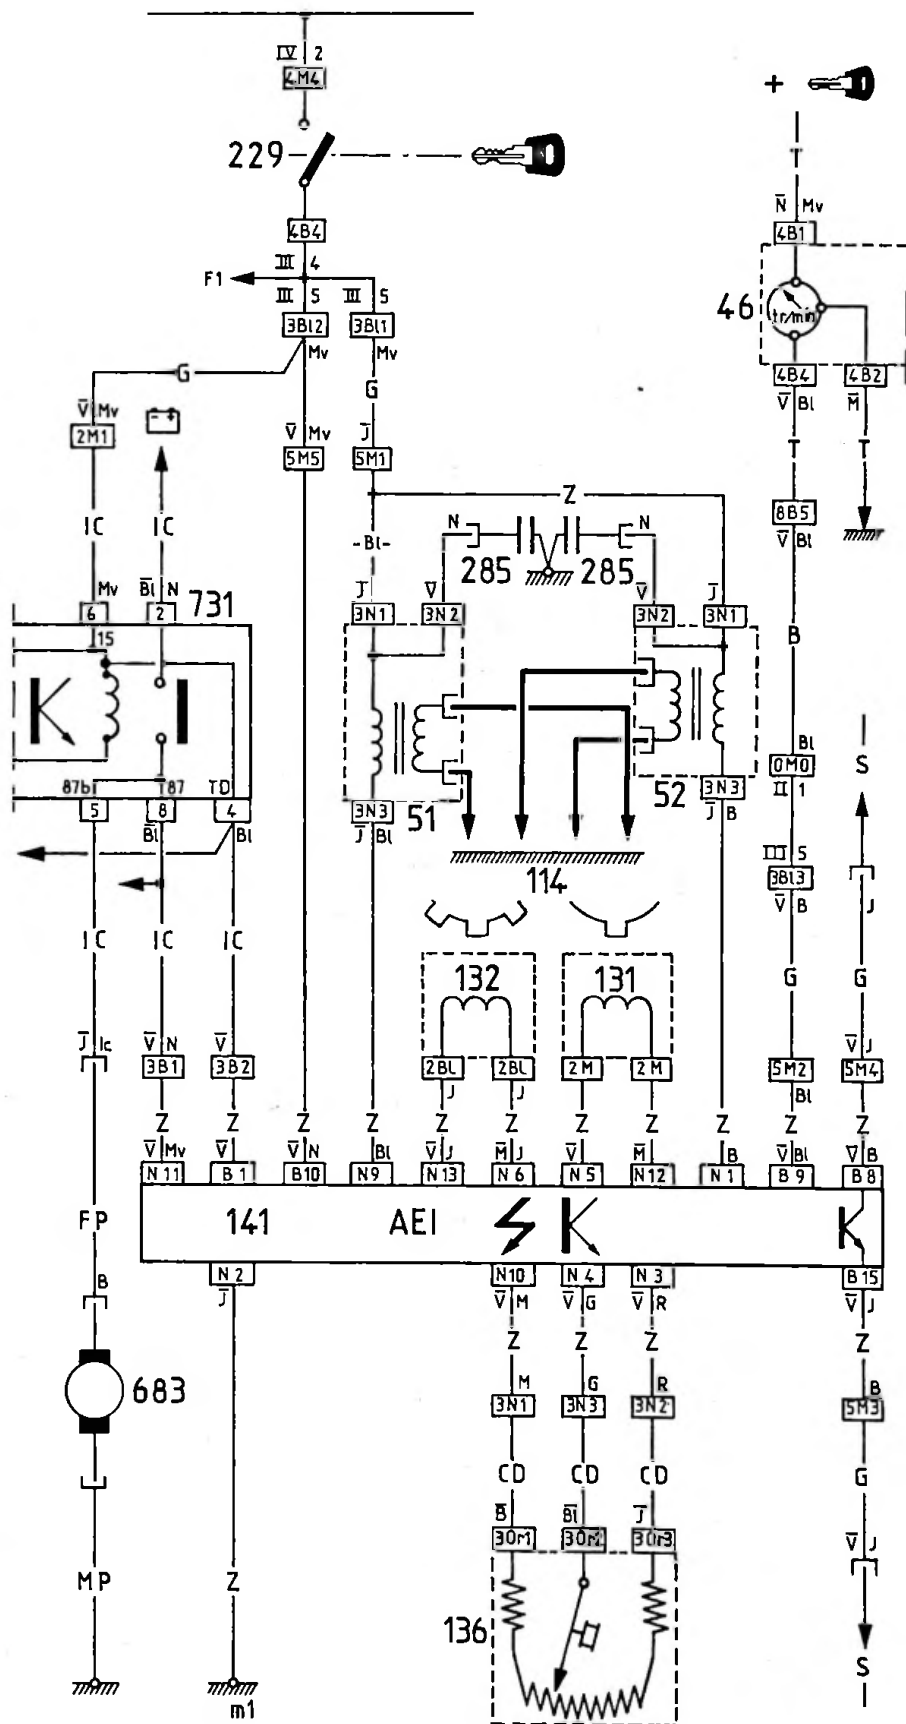 IV 2
4M4
+
229
T
N̄ Mv
4B4
4B1
III 4
F1
III 5 III 5
46
tr/min
3Bl2 3Bl1
Mv Mv
G G
4B4 4B2
V̄ Mv
V̄ Bl M̄
2M1
V̄ Mv J̄
5M5 5M1
T T
Z
8B5
IC IC
N N
-Bl-
V̄ Bl
285 285
Mv B̄l N
J̄ V̄ V̄ J̄
6 2 731
3N1 3N2 3N2 3N1
15
B
Bl
0M0
S
II 1
87b 87 TD
52
3N3
5 8 4
3N3 51
J̄ B
B̄l Bl
J̄ Bl
III 5
114
3Bl3
V̄ B
J
IC IC IC
132 131
G G
J̄ Ic V̄ N V̄
V̄ J
3B1 3B2
2Bl 2Bl 2M 2M
5M2 5M4
J J
Bl
Z Z Z Z Z Z Z Z Z Z Z
V̄ Mv V̄ V̄ N Bl V̄ J M̄ J V̄ M̄ B V̄ Bl V̄ B
N11 B1 B10 N9 N13 N6 N5 N12 N1 B9 B8
FP
141 AEI
N2 N10 N4 N3 B15
J̄ V̄ M V̄ G V̄ R V̄ J
B
Z Z Z Z
M G R B
683
3N1 3N3 3N2 5M3
CD CD CD G
B̄ B̄l J̄
30M1 30M3
V̄ J
MP Z
136
S
m1